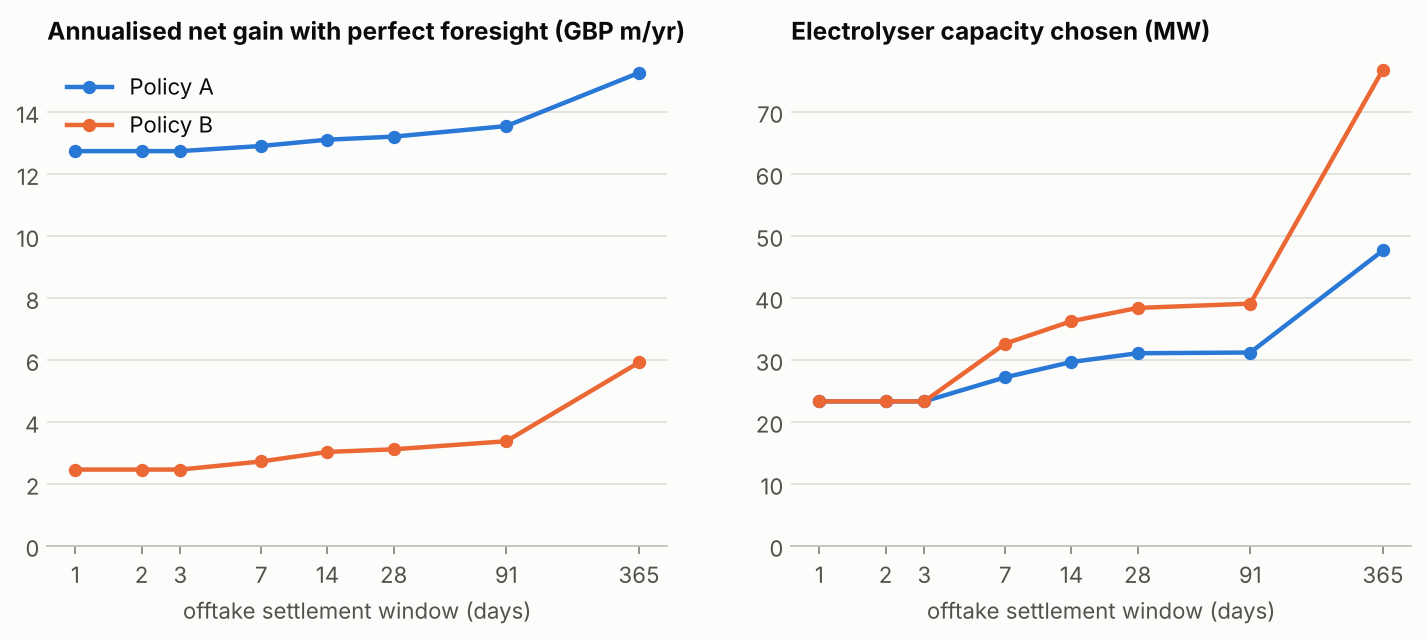 Annualised net gain with perfect foresight (GBP m/yr)
Policy A
Policy B
14
12
10
8
6
4
2
0
1 2 3 7 14 28 91 365
offtake settlement window (days)
Electrolyser capacity chosen (MW)
70
60
50
40
30
20
10
0
1 2 3 7 14 28 91 365
offtake settlement window (days)